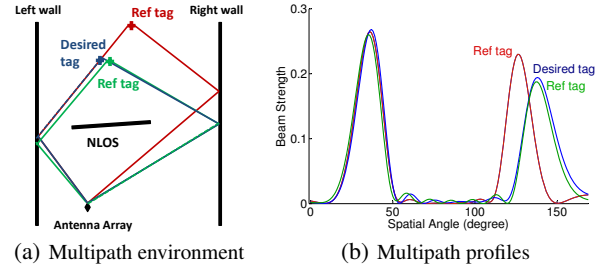 Left wall
Right wall
Ref tag
Desired
tag
Ref tag
NLOS
Antenna Array
(a) Multipath environment
0.3
0.2
0.1
0
Beam Strength
0
50
100
150
Spatial Angle (degree)
Ref tag
Desired tag
Ref tag
(b) Multipath profiles